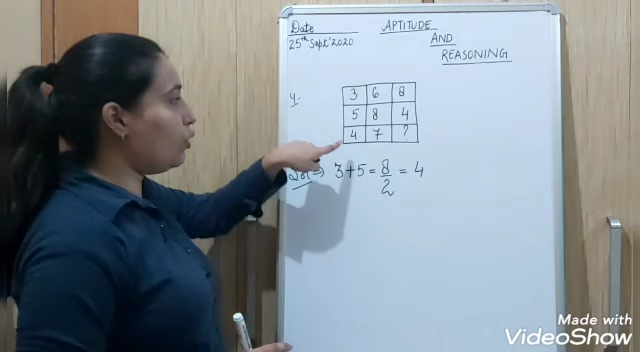 Date
25th Sept' 2020
APTITUDE
AND
REASONING
4.
3 6 8
5 8 4
4 7 ?
Sol ⇒ 3+5 = 8/2 = 4
Made with
VideoShow